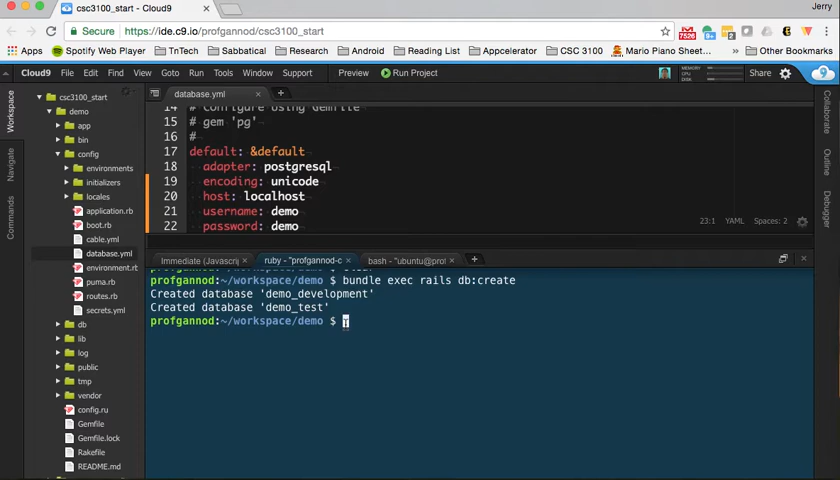 csc3100_start - Cloud9
Jerry
Secure
https://ide.c9.io/profgannod/csc3100_start
Apps
Spotify Web Player
TnTech
Sabbatical
Research
Android
Reading List
Appcelerator
CSC 3100
Mario Piano Sheet...
Other Bookmarks
Cloud9 File Edit Find View Goto Run Tools Window Support Preview Run Project
MEMORY
CPU
DISK
Share
Workspace
Navigate
Commands
csc3100_start
demo
app
bin
config
environments
initializers
locales
application.rb
boot.rb
cable.yml
database.yml
environment.rb
puma.rb
routes.rb
secrets.yml
db
lib
log
public
tmp
vendor
config.ru
Gemfile
Gemfile.lock
Rakefile
README.md
database.yml
14 # Configure Using Gemfile
15 # gem 'pg'
16 #
17 default: &default
18 adapter: postgresql
19 encoding: unicode
20 host: localhost
21 username: demo
22 password: demo
23:1 YAML Spaces: 2
Immediate (Javascrip
ruby - "profgannod-c
bash - "ubuntu@prof
profgannod:~/workspace/demo $ bundle exec rails db:create
Created database 'demo_development'
Created database 'demo_test'
profgannod:~/workspace/demo $
Collaborate
Outline
Debugger